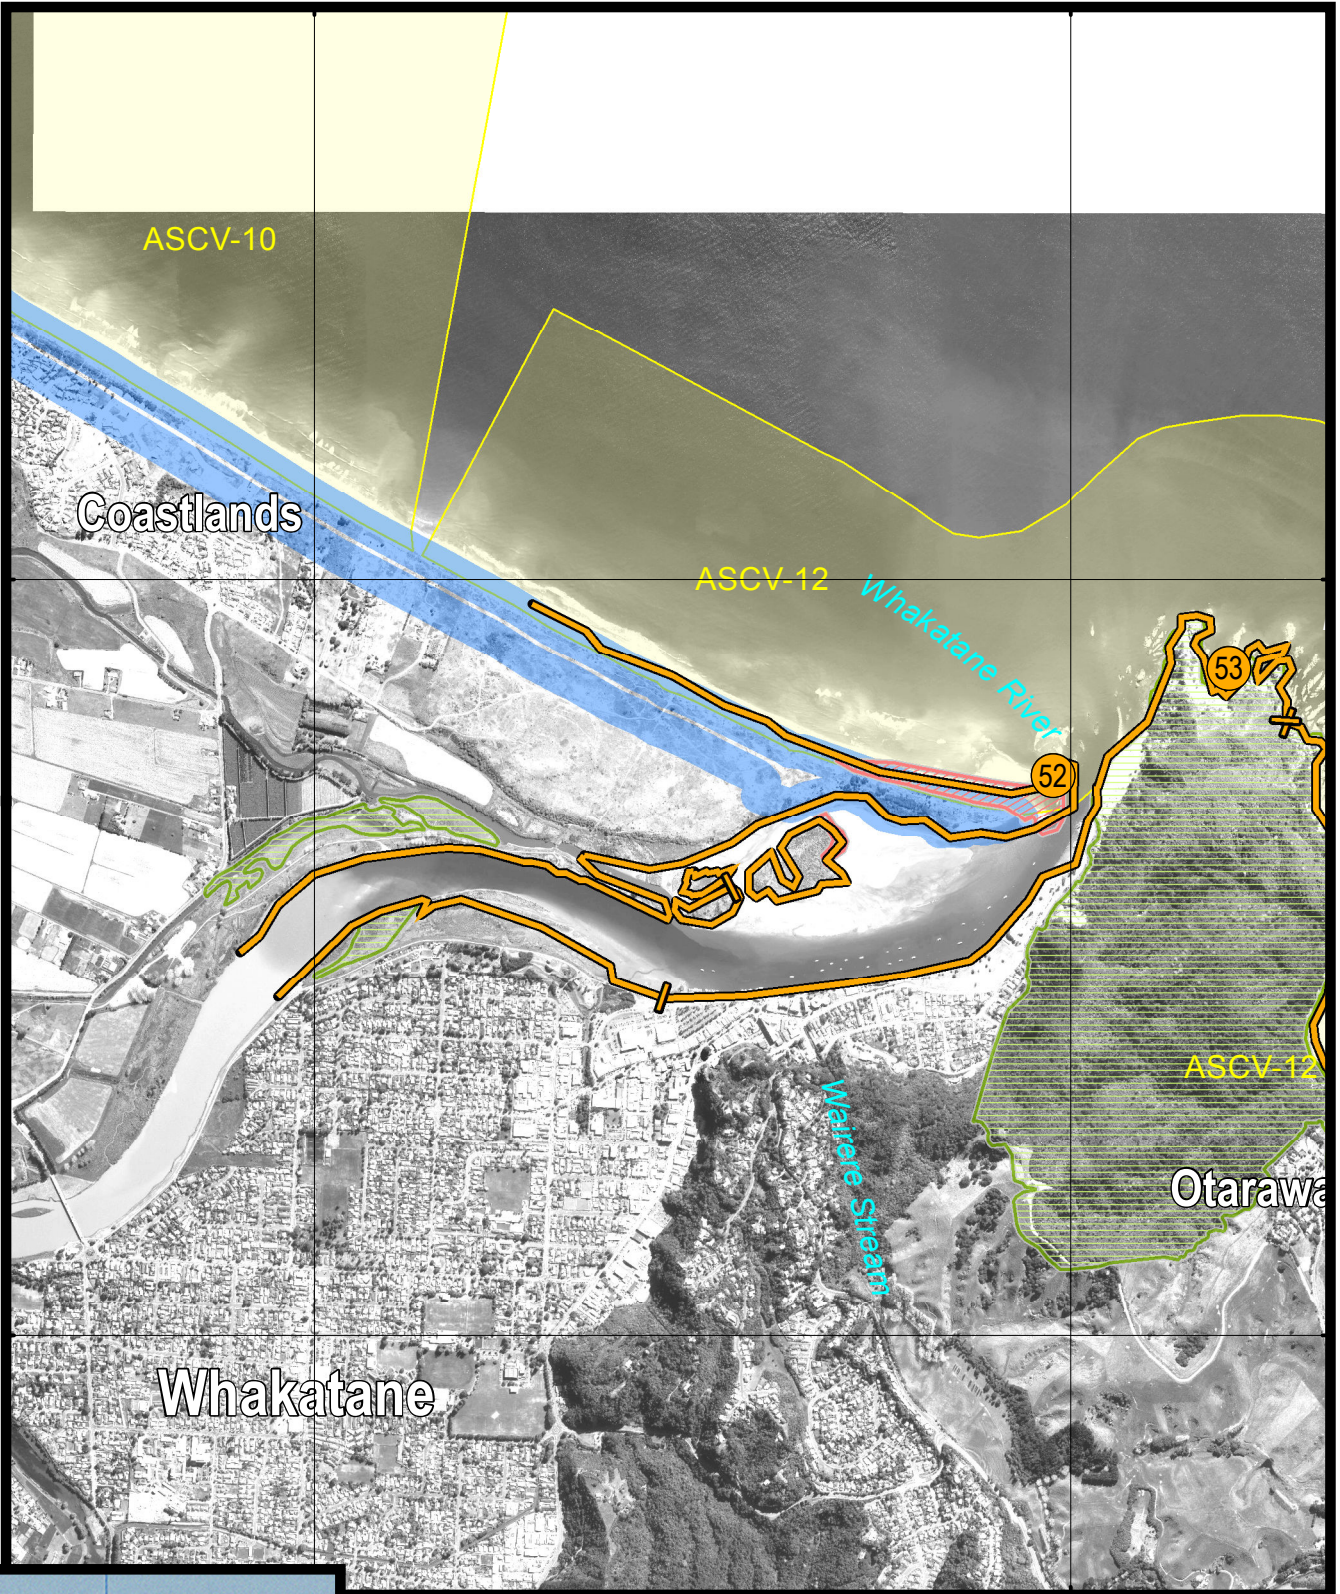 ASCV-10
Coastlands
ASCV-12
Whakatane River
53
52
ASCV-12
Wairere Stream
Otarawa
Whakatane